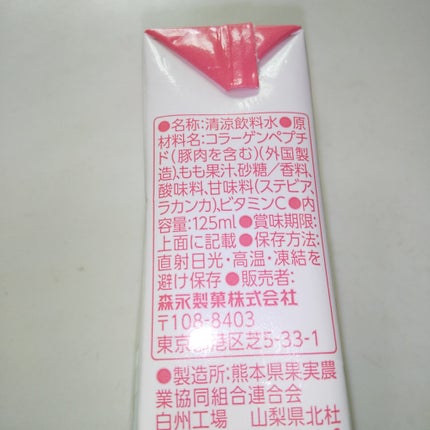 ●名称:清涼飲料水●原
材料名:コラーゲンペプチ
ド(豚肉を含む)(外国製
造)、もも果汁、砂糖/香料、
酸味料、甘味料(ステビア、
ラカンカ)、ビタミンC●内
容量:125ml●賞味期限:
上面に記載●保存方法:
直射日光・高温・凍結を
避け保存●販売者:
森永製菓株式会社
〒108-8403
東京都港区芝5-33-1
●製造所:熊本県果実農
業協同組合連合会
白州工場 山梨県北杜